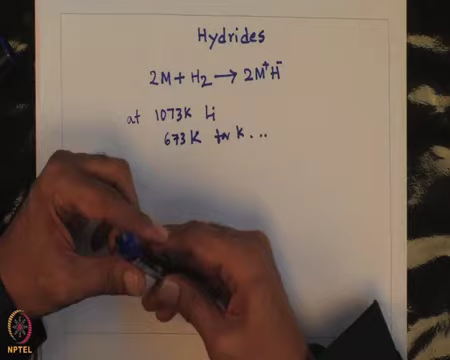 Hydrides
2M + H₂ → 2M⁺H⁻
at 1073K Li
673K for K ...
NPTEL